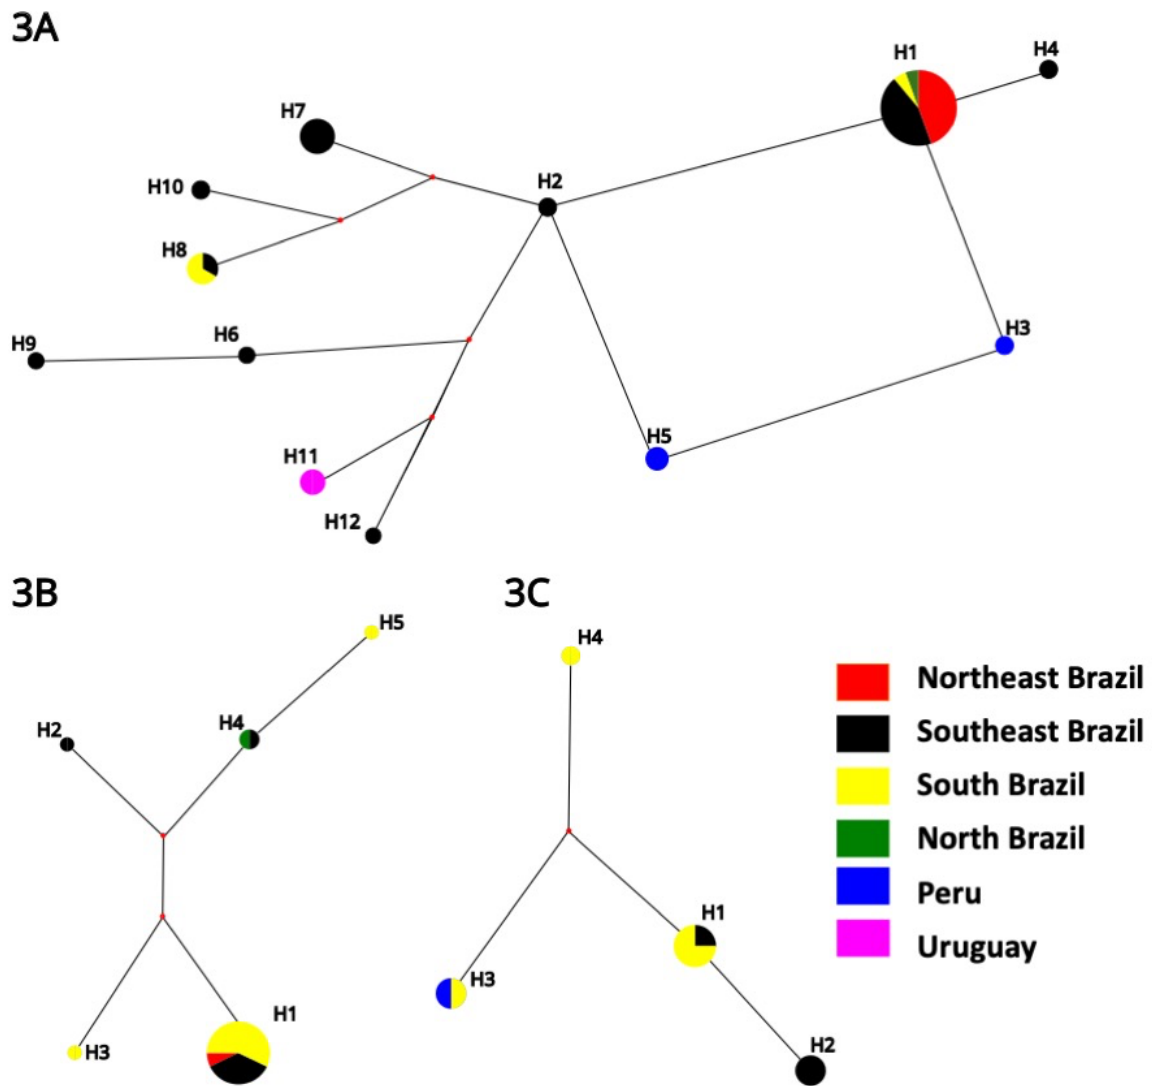 3A
H1
H4
H7
H10
H2
H8
H9
H6
H3
H5
H11
H12
3B
3C
H5
H2
H4
H3
H1
H4
H1
H3
H2
Northeast Brazil
Southeast Brazil
South Brazil
North Brazil
Peru
Uruguay